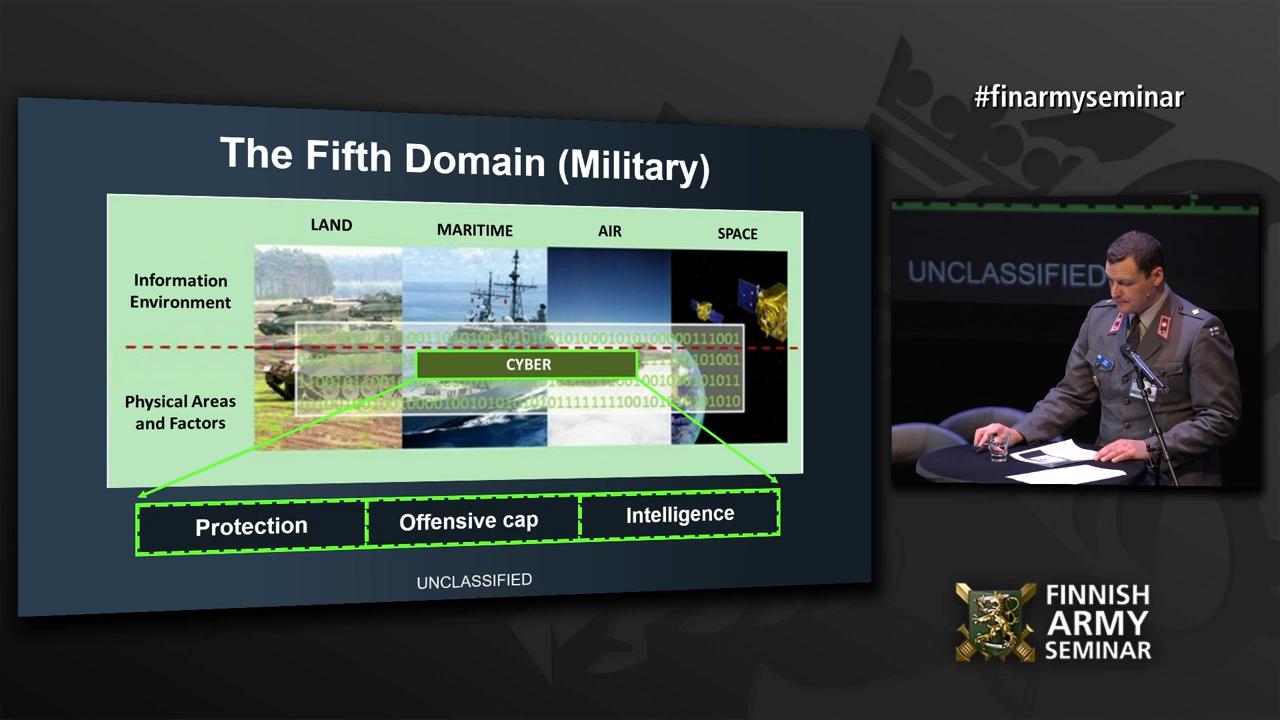 #finarmyseminar
The Fifth Domain (Military)
LAND
MARITIME
AIR
SPACE
Information
Environment
CYBER
Physical Areas
and Factors
Protection
Offensive cap
Intelligence
UNCLASSIFIED
UNCLASSIFIED
FINNISH
ARMY
SEMINAR